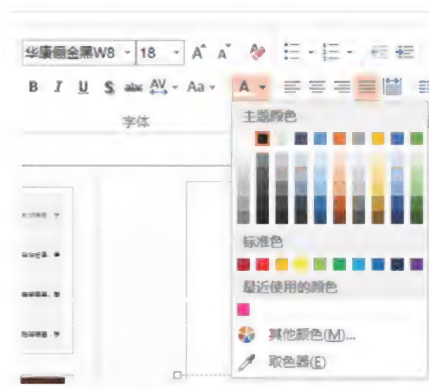 华康俪金黑W8 18 A A
B I U S abc AV Aa A
字体
主题颜色
标准色
最近使用的颜色
其他颜色(M)...
取色器(E)